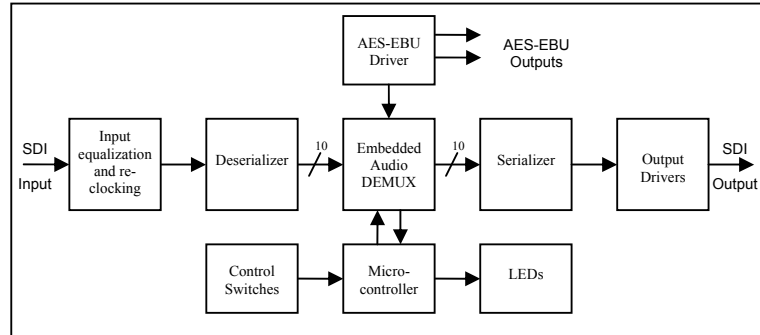 AES-EBU
Driver
AES-EBU
Outputs
SDI
Input
Input
equalization
and re-
clocking
Deserializer
10
Embedded
Audio
DEMUX
10
Serializer
Output
Drivers
SDI
Output
Control
Switches
Micro-
controller
LEDs